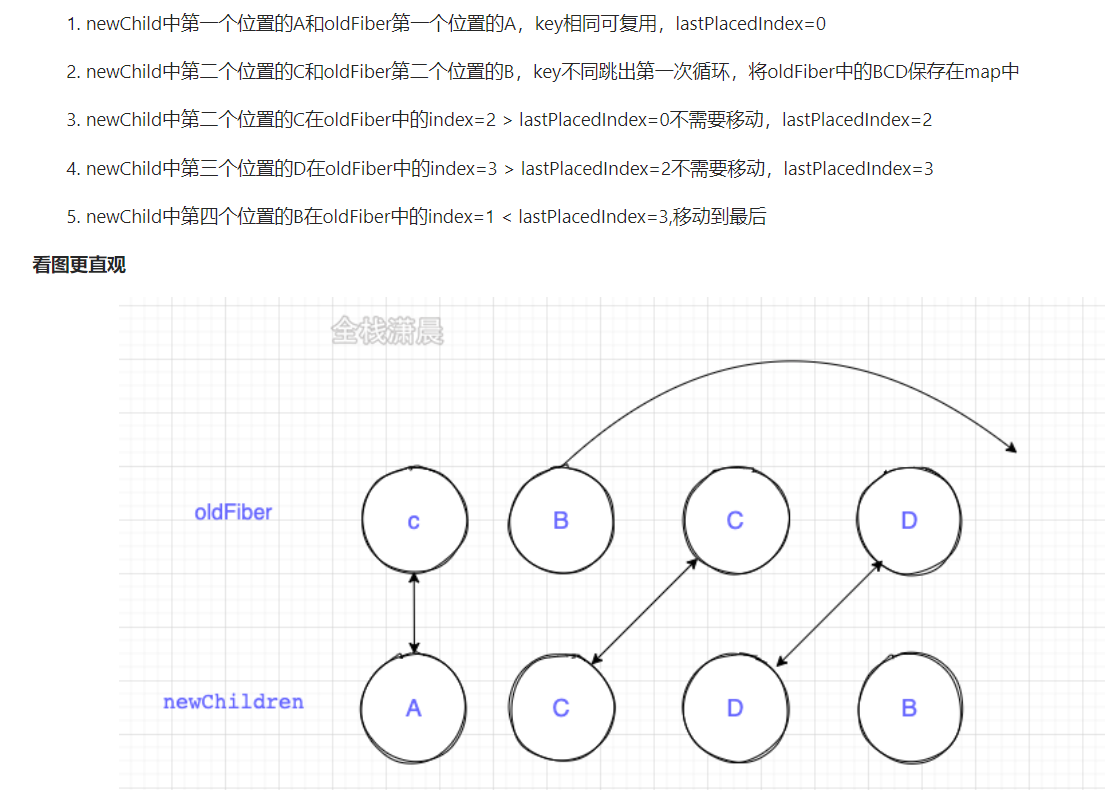 1. newChild中第一个位置的A和oldFiber第一个位置的A，key相同可复用，lastPlacedIndex=0
2. newChild中第二个位置的C和oldFiber第二个位置的B，key不同跳出第一次循环，将oldFiber中的BCD保存在map中
3. newChild中第二个位置的C在oldFiber中的index=2 > lastPlacedIndex=0不需要移动，lastPlacedIndex=2
4. newChild中第三个位置的D在oldFiber中的index=3 > lastPlacedIndex=2不需要移动，lastPlacedIndex=3
5. newChild中第四个位置的B在oldFiber中的index=1 < lastPlacedIndex=3,移动到最后
看图更直观
全栈潇晨
oldFiber c B C D
newChildren A C D B